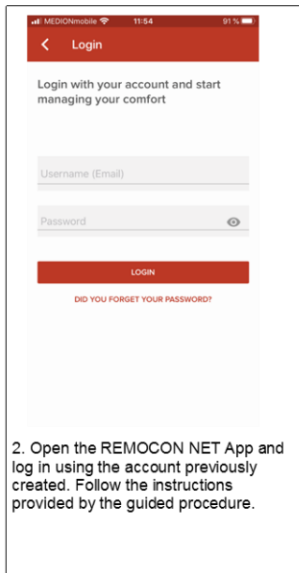 MEDIONmobile 11:54 91 %
Login
Login with your account and start
managing your comfort
Username (Email)
Password
LOGIN
DID YOU FORGET YOUR PASSWORD?
2. Open the REMOCON NET App and
log in using the account previously
created. Follow the instructions
provided by the guided procedure.